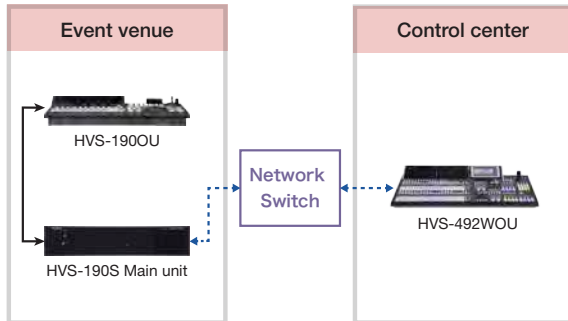 Event venue
Control center
HVS-190OU
Network
Switch
HVS-492WOU
HVS-190S Main unit